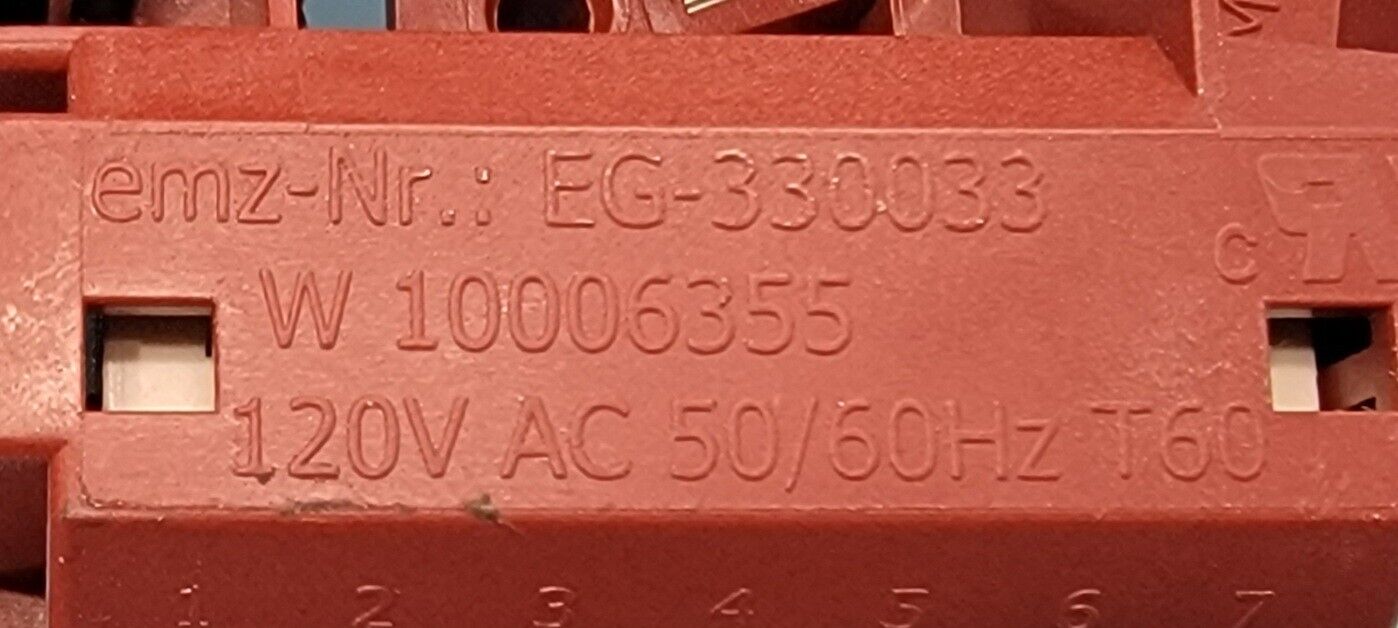 emz-Nr.: EG-330033
c
W 10006355
120V AC 50/60Hz T60
1 2 3 4 5 6 7